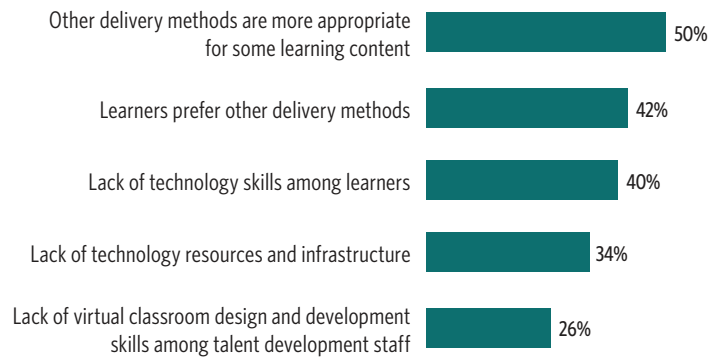 Other delivery methods are more appropriate
for some learning content
50%
Learners prefer other delivery methods
42%
Lack of technology skills among learners
40%
Lack of technology resources and infrastructure
34%
Lack of virtual classroom design and development
skills among talent development staff
26%